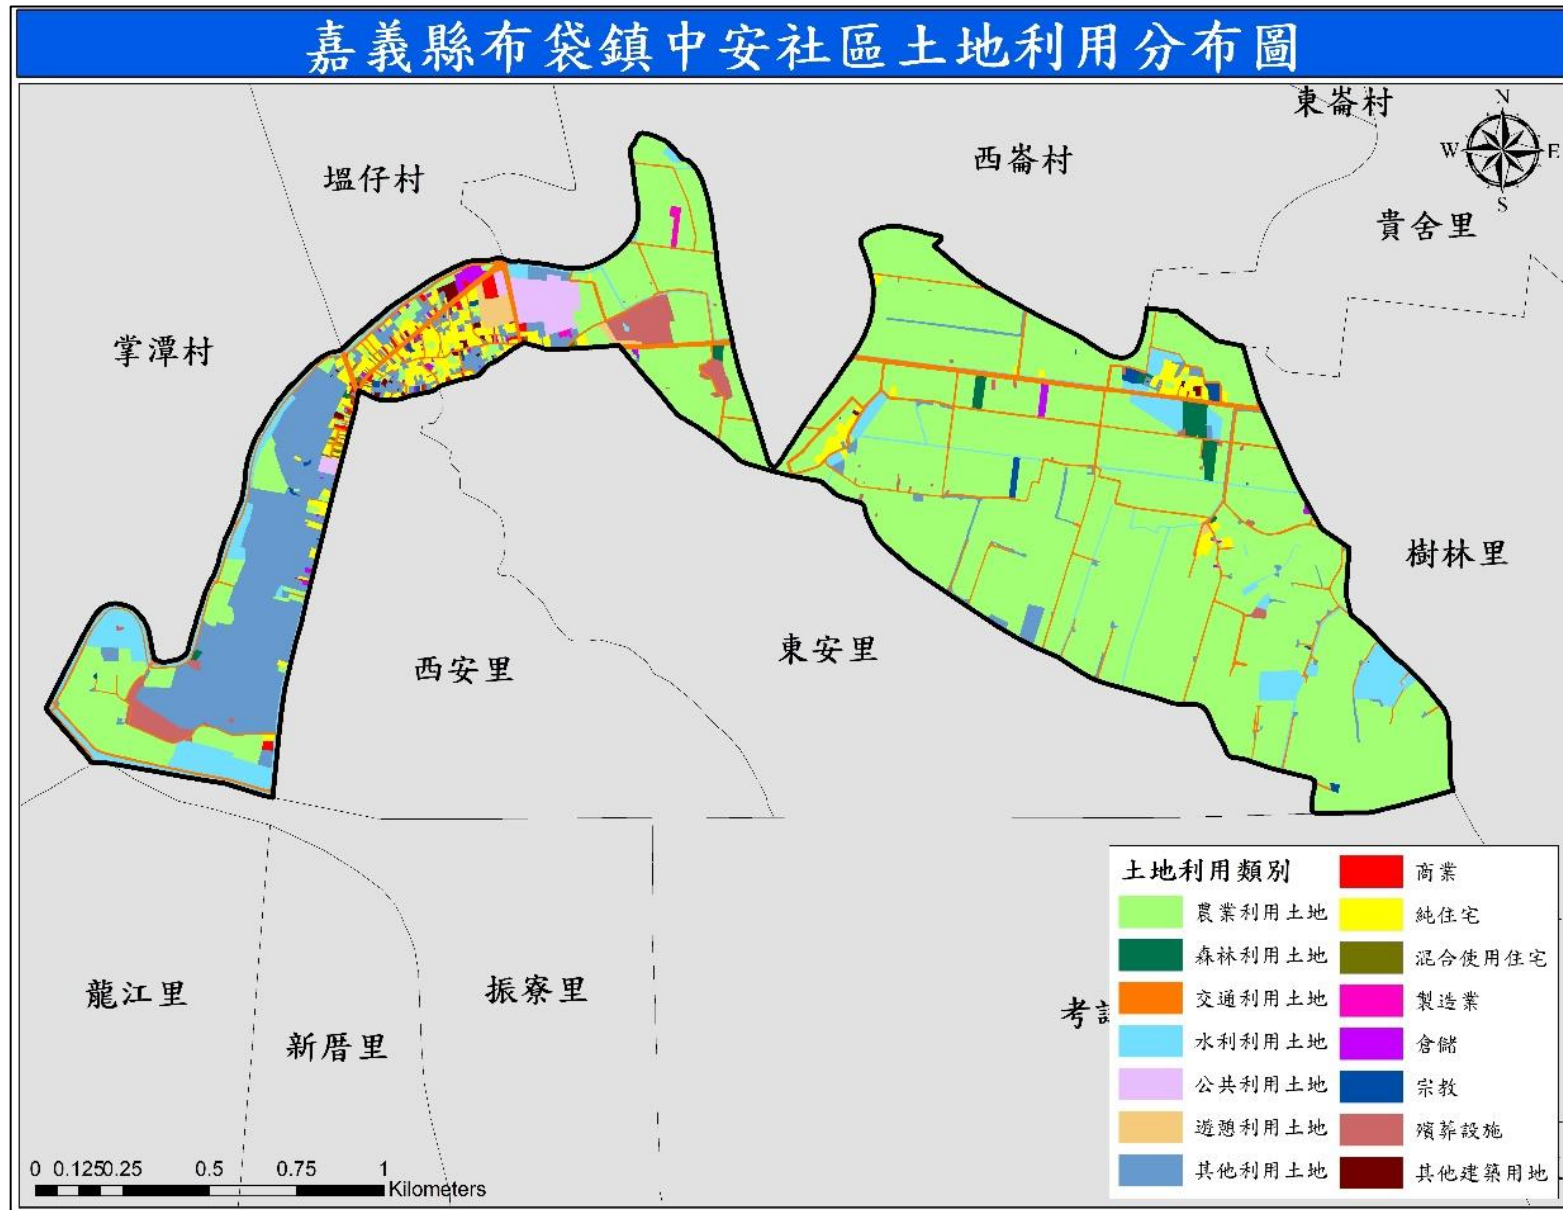 嘉義縣布袋鎮中安社區土地利用分布圖
東崙村
N
W E
S
西崙村
塭仔村
貴舍里
掌潭村
樹林里
東安里
西安里
龍江里
振寮里
新厝里
考試
土地利用類別
農業利用土地
森林利用土地
交通利用土地
水利利用土地
公共利用土地
遊憩利用土地
其他利用土地
商業
純住宅
混合使用住宅
製造業
倉儲
宗教
殯葬設施
其他建築用地
0 0.1250.25 0.5 0.75 1
Kilometers